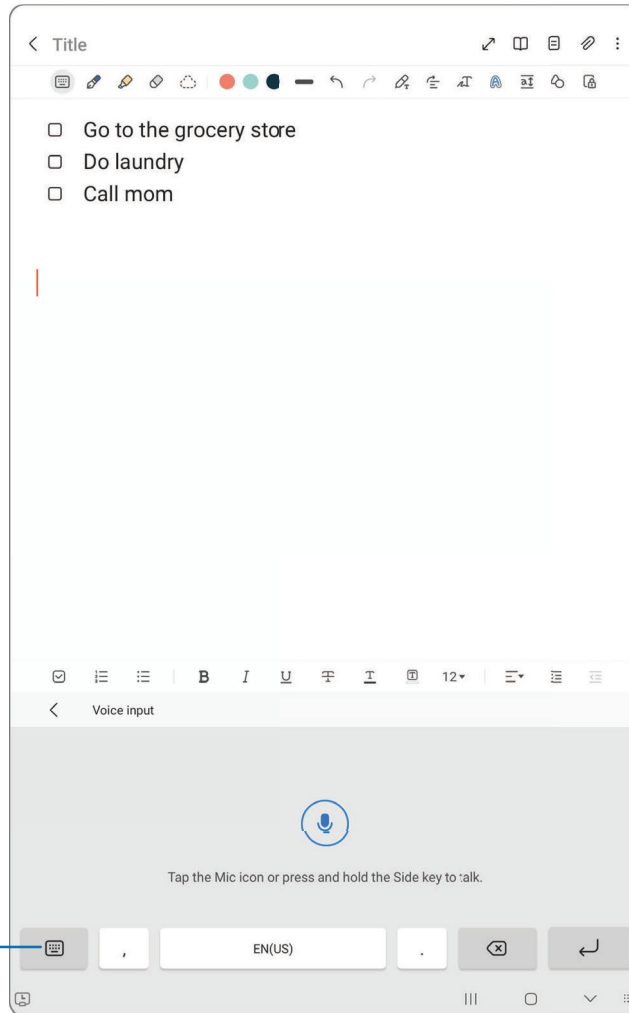 Title
Go to the grocery store
Do laundry
Call mom
B I U T T T 12
Voice input
Tap the Mic icon or press and hold the Side key to talk.
, EN(US) .